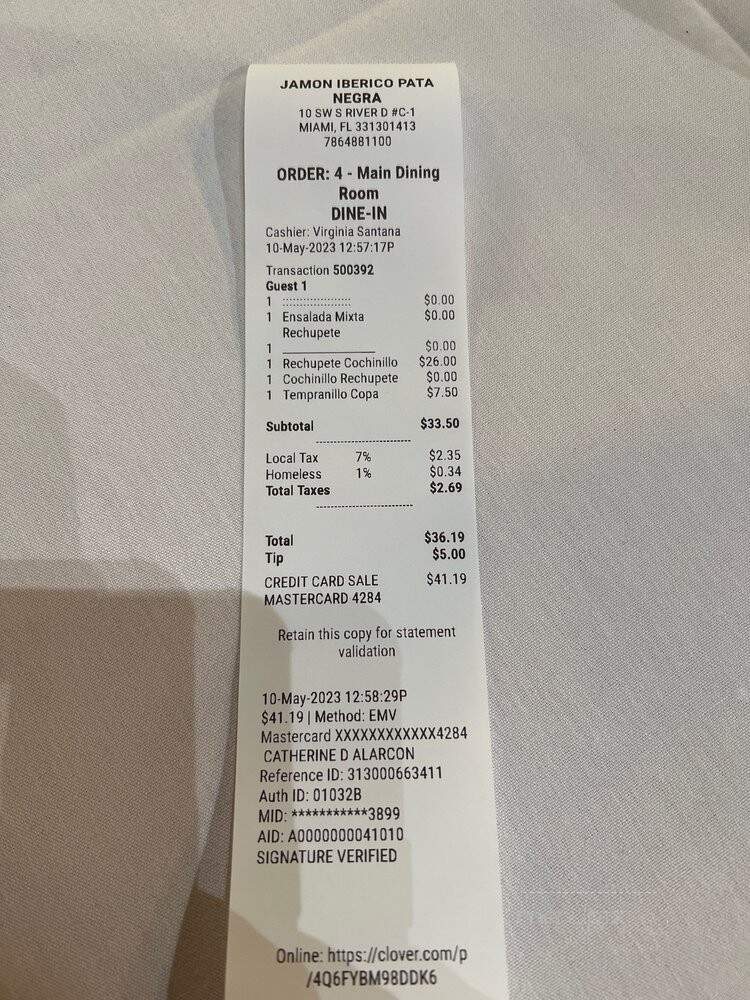 JAMON IBERICO PATA
NEGRA
10 SW S RIVER D #C-1
MIAMI, FL 331301413
7864881100
ORDER: 4 - Main Dining
Room
DINE-IN
Cashier: Virginia Santana
10-May-2023 12:57:17P
Transaction 500392
Guest 1
1 :::::::::::::::::::: $0.00
1 Ensalada Mixta $0.00
Rechupete
1 ______________ $0.00
1 Rechupete Cochinillo $26.00
1 Cochinillo Rechupete $0.00
1 Tempranillo Copa $7.50
Subtotal $33.50
--------------------------
Local Tax 7% $2.35
Homeless 1% $0.34
Total Taxes $2.69
--------------------------
Total $36.19
Tip $5.00
CREDIT CARD SALE $41.19
MASTERCARD 4284
Retain this copy for statement
validation
10-May-2023 12:58:29P
$41.19 | Method: EMV
Mastercard XXXXXXXXXXXX4284
CATHERINE D ALARCON
Reference ID: 313000663411
Auth ID: 01032B
MID: ***********3899
AID: A0000000041010
SIGNATURE VERIFIED
Online: https://clover.com/p
/4Q6FYBM98DDK6